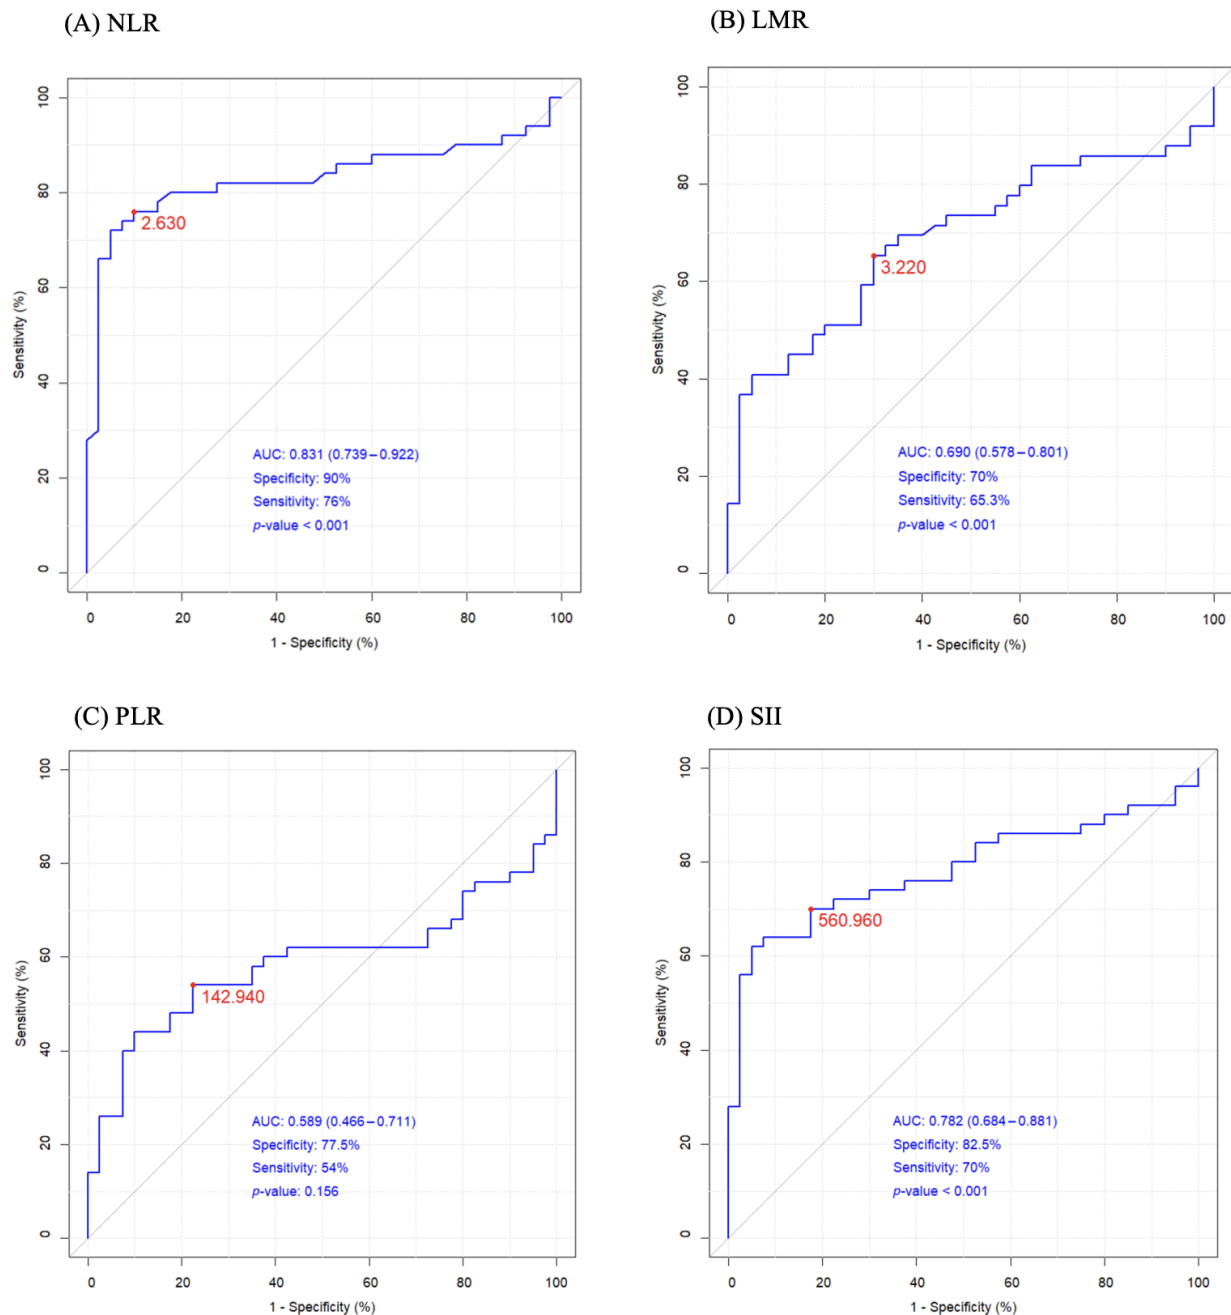 (A) NLR
100
80
60
40
20
0
Sensitivity (%)
2.630
AUC: 0.831 (0.739–0.922)
Specificity: 90%
Sensitivity: 76%
p-value < 0.001
0 20 40 60 80 100
1 - Specificity (%)
(B) LMR
100
80
60
40
20
0
Sensitivity (%)
3.220
AUC: 0.690 (0.578–0.801)
Specificity: 70%
Sensitivity: 65.3%
p-value < 0.001
0 20 40 60 80 100
1 - Specificity (%)
(C) PLR
100
80
60
40
20
0
Sensitivity (%)
142.940
AUC: 0.589 (0.466–0.711)
Specificity: 77.5%
Sensitivity: 54%
p-value: 0.156
0 20 40 60 80 100
1 - Specificity (%)
(D) SII
100
80
60
40
20
0
Sensitivity (%)
560.960
AUC: 0.782 (0.684–0.881)
Specificity: 82.5%
Sensitivity: 70%
p-value < 0.001
0 20 40 60 80 100
1 - Specificity (%)